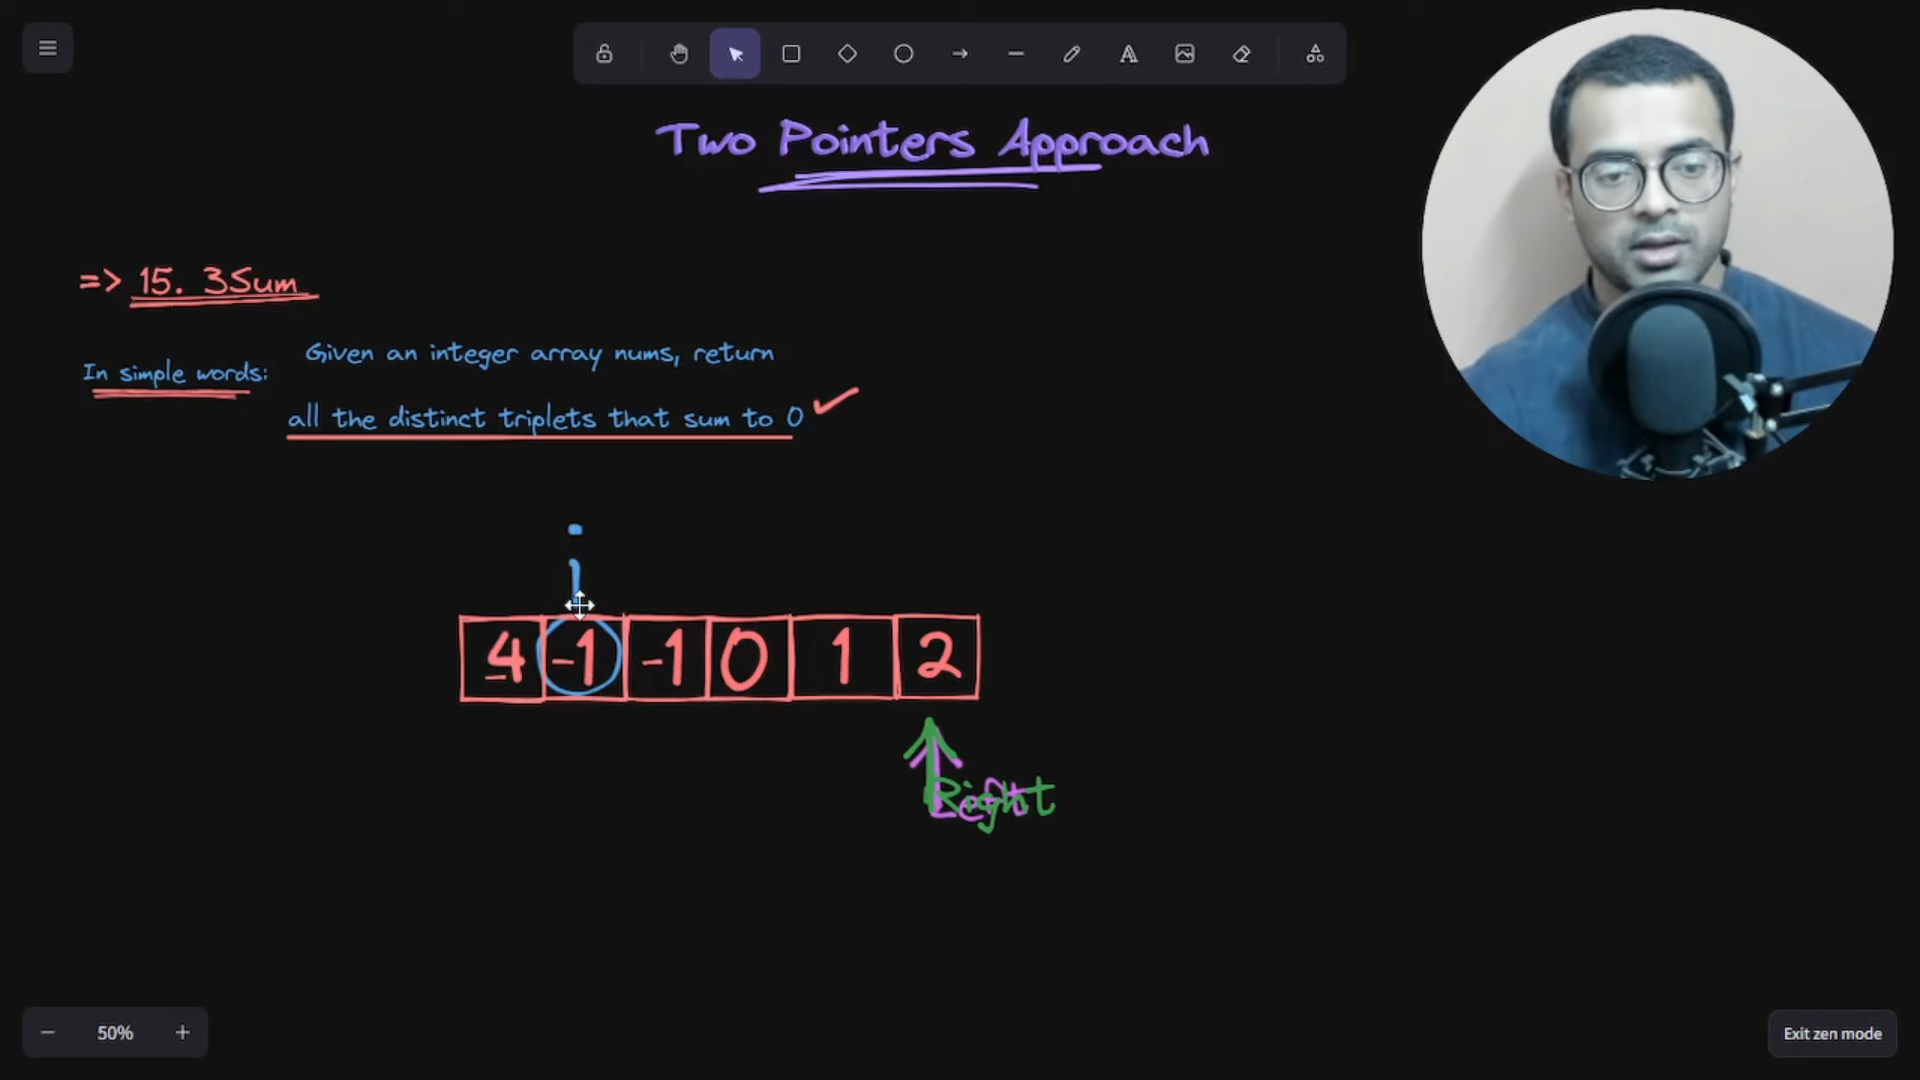 Two Pointers Approach
=> 15. 3Sum
In simple words:
Given an integer array nums, return
all the distinct triplets that sum to 0
i
-4 -1 -1 0 1 2
Left
Right
50%
Exit zen mode